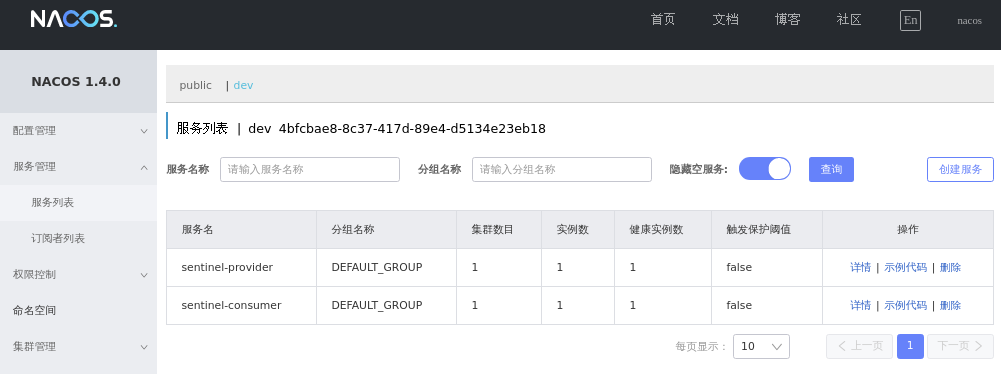 NACOS. 首页 文档 博客 社区 En nacos
NACOS 1.4.0
public | dev
配置管理
服务列表 | dev 4bfcbae8-8c37-417d-89e4-d5134e23eb18
服务管理
服务名称 请输入服务名称 分组名称 请输入分组名称 隐藏空服务: 查询 创建服务
服务列表
订阅者列表
权限控制
命名空间
集群管理
服务名 分组名称 集群数目 实例数 健康实例数 触发保护阈值 操作
sentinel-provider DEFAULT_GROUP 1 1 1 false 详情 | 示例代码 | 删除
sentinel-consumer DEFAULT_GROUP 1 1 1 false 详情 | 示例代码 | 删除
每页显示： 10 上一页 1 下一页